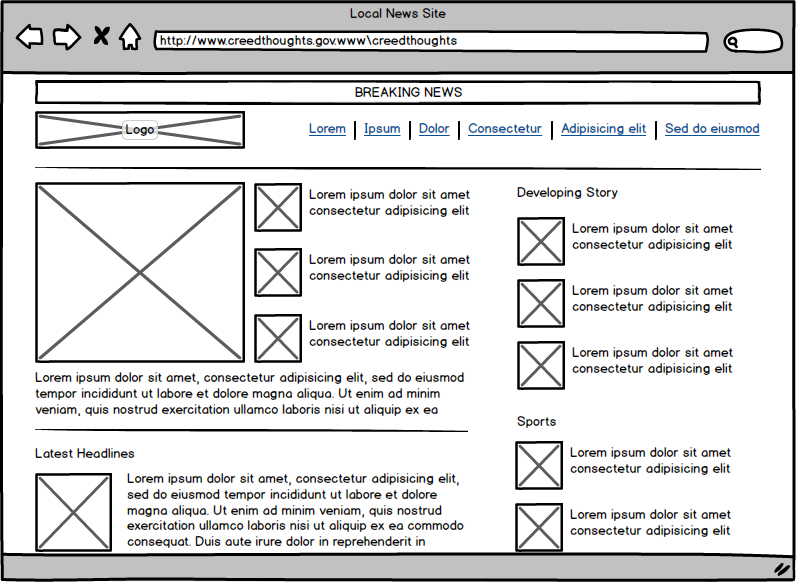 Local News Site
http://www.creedthoughts.gov.www\creedthoughts
BREAKING NEWS
Logo
Lorem | Ipsum | Dolor | Consectetur | Adipisicing elit | Sed do eiusmod
Lorem ipsum dolor sit amet
consectetur adipisicing elit
Lorem ipsum dolor sit amet
consectetur adipisicing elit
Lorem ipsum dolor sit amet
consectetur adipisicing elit
Lorem ipsum dolor sit amet, consectetur adipisicing elit, sed do eiusmod
tempor incididunt ut labore et dolore magna aliqua. Ut enim ad minim
veniam, quis nostrud exercitation ullamco laboris nisi ut aliquip ex ea
Latest Headlines
Lorem ipsum dolor sit amet, consectetur adipisicing elit,
sed do eiusmod tempor incididunt ut labore et dolore
magna aliqua. Ut enim ad minim veniam, quis nostrud
exercitation ullamco laboris nisi ut aliquip ex ea commodo
consequat. Duis aute irure dolor in reprehenderit in
Developing Story
Lorem ipsum dolor sit amet
consectetur adipisicing elit
Lorem ipsum dolor sit amet
consectetur adipisicing elit
Lorem ipsum dolor sit amet
consectetur adipisicing elit
Sports
Lorem ipsum dolor sit amet
consectetur adipisicing elit
Lorem ipsum dolor sit amet
consectetur adipisicing elit